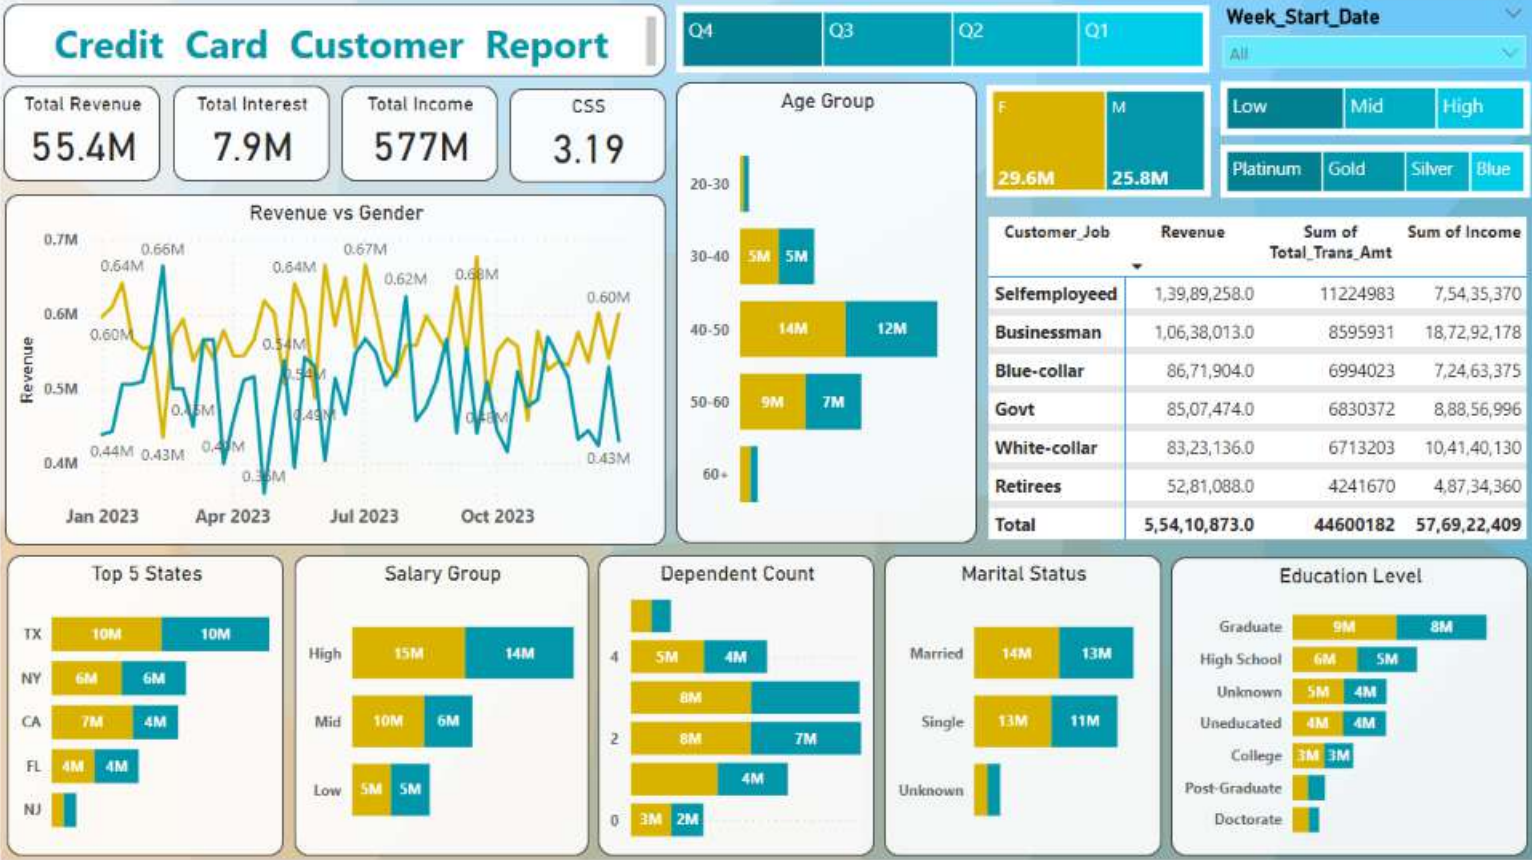 Credit Card Customer Report
Q4 Q3 Q2 Q1
Week_Start_Date
All
Low Mid High
Platinum Gold Silver Blue
Total Revenue
55.4M
Total Interest
7.9M
Total Income
577M
CSS
3.19
Revenue vs Gender
Revenue
0.7M
0.6M
0.5M
0.4M
0.64M
0.66M
0.60M
0.44M
0.43M
0.64M
0.67M
0.62M
0.60M
0.54M
0.43M
Jan 2023 Apr 2023 Jul 2023 Oct 2023
Age Group
20-30
30-40 5M 5M
40-50 14M 12M
50-60 9M 7M
60+
F
29.6M
M
25.8M
Customer_Job Revenue Sum of Total_Trans_Amt Sum of Income
Selfemployeed 1,39,89,258.0 11224983 7,54,35,370
Businessman 1,06,38,013.0 8595931 18,72,92,178
Blue-collar 86,71,904.0 6994023 7,24,63,375
Govt 85,07,474.0 6830372 8,88,56,996
White-collar 83,23,136.0 6713203 10,41,40,130
Retirees 52,81,088.0 4241670 4,87,34,360
Total 5,54,10,873.0 44600182 57,69,22,409
Top 5 States
TX 10M 10M
NY 6M 6M
CA 7M 4M
FL 4M 4M
NJ
Salary Group
High 15M 14M
Mid 10M 6M
Low 5M 5M
Dependent Count
4 5M 4M
8M
2 8M 7M
4M
0 3M 2M
Marital Status
Married 14M 13M
Single 13M 11M
Unknown
Education Level
Graduate 9M 8M
High School 6M 5M
Unknown 5M 4M
Uneducated 4M 4M
College 3M 3M
Post-Graduate
Doctorate